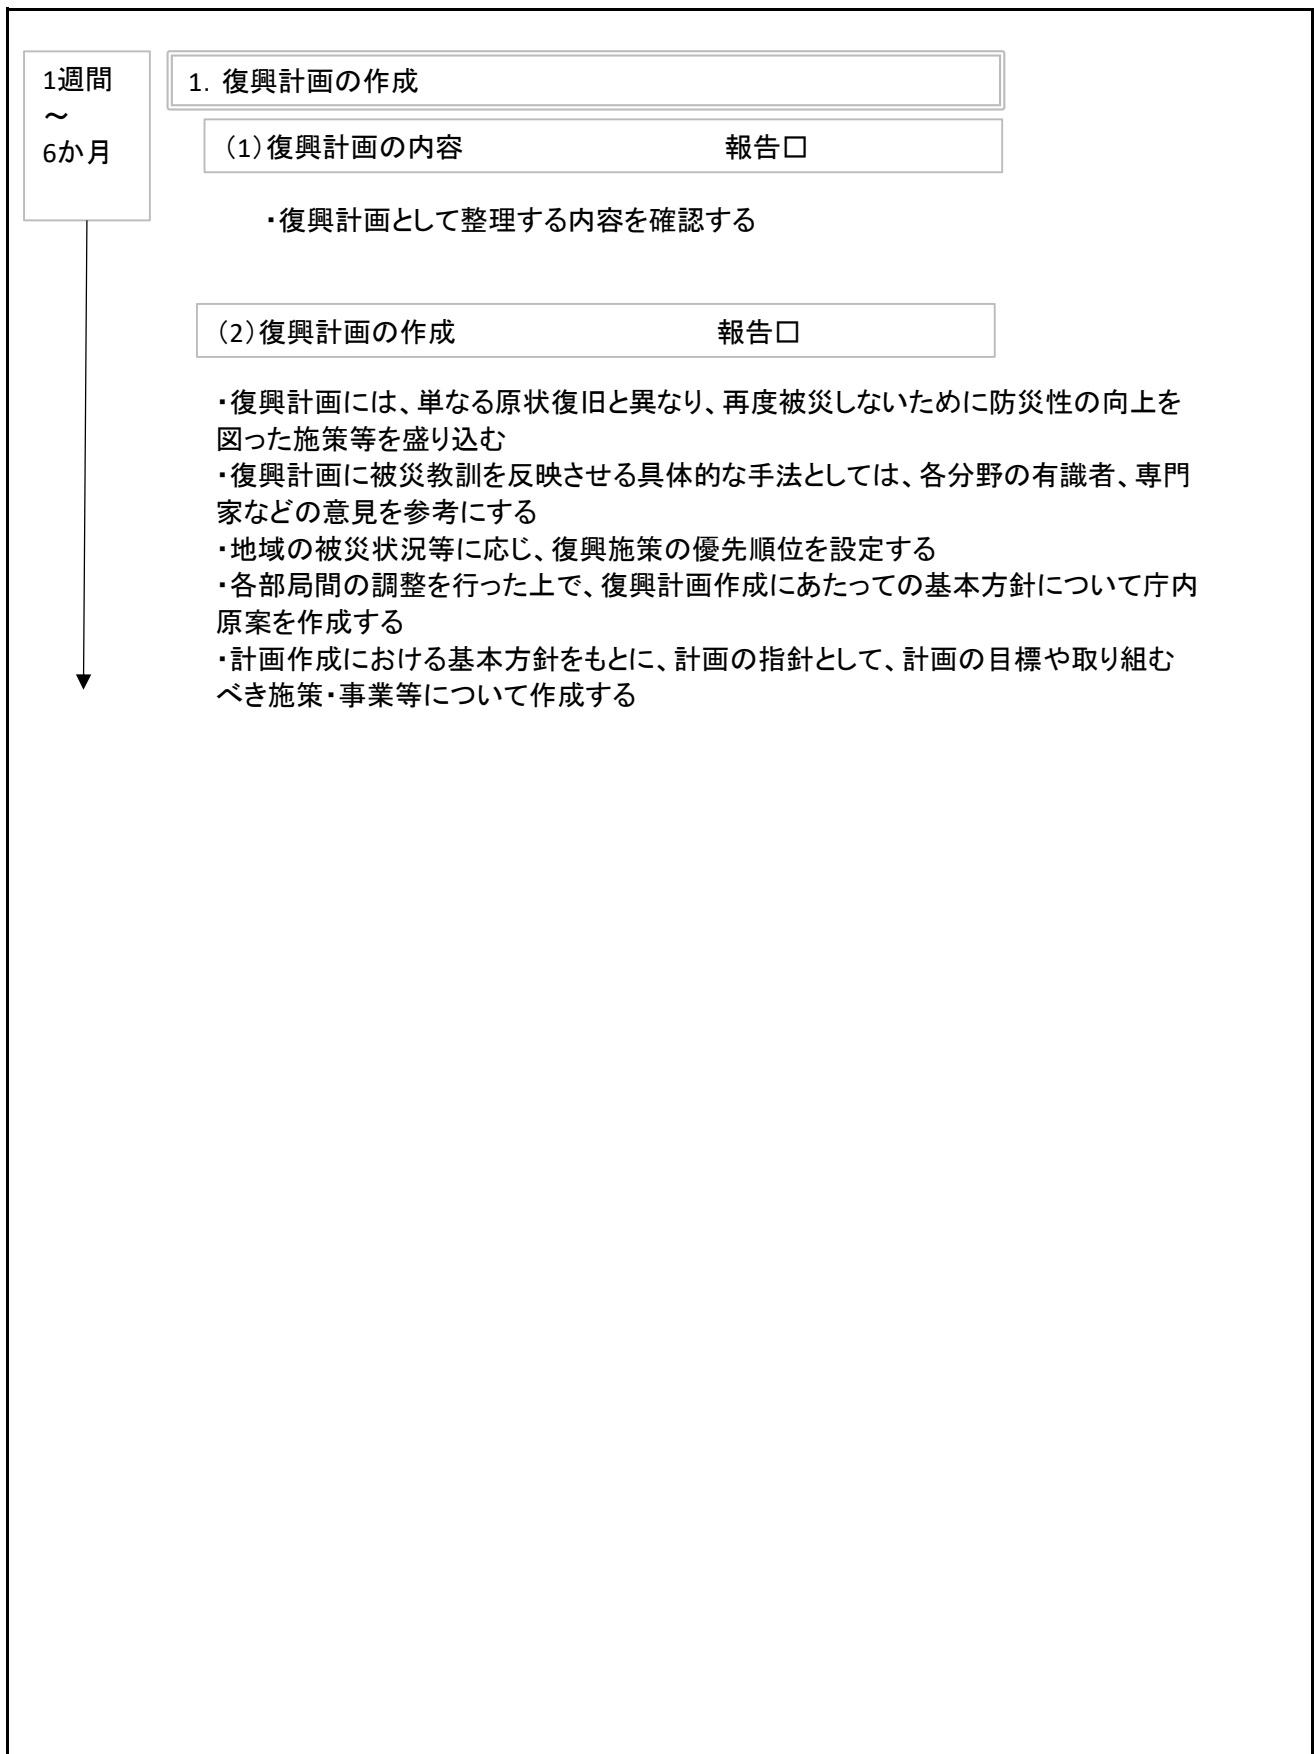 1週間
～
6か月
1. 復興計画の作成
（1）復興計画の内容 報告□
・復興計画として整理する内容を確認する
（2）復興計画の作成 報告□
・復興計画には、単なる原状復旧と異なり、再度被災しないために防災性の向上を
図った施策等を盛り込む
・復興計画に被災教訓を反映させる具体的な手法としては、各分野の有識者、専門
家などの意見を参考にする
・地域の被災状況等に応じ、復興施策の優先順位を設定する
・各部局間の調整を行った上で、復興計画作成にあたっての基本方針について庁内
原案を作成する
・計画作成における基本方針をもとに、計画の指針として、計画の目標や取り組む
べき施策・事業等について作成する